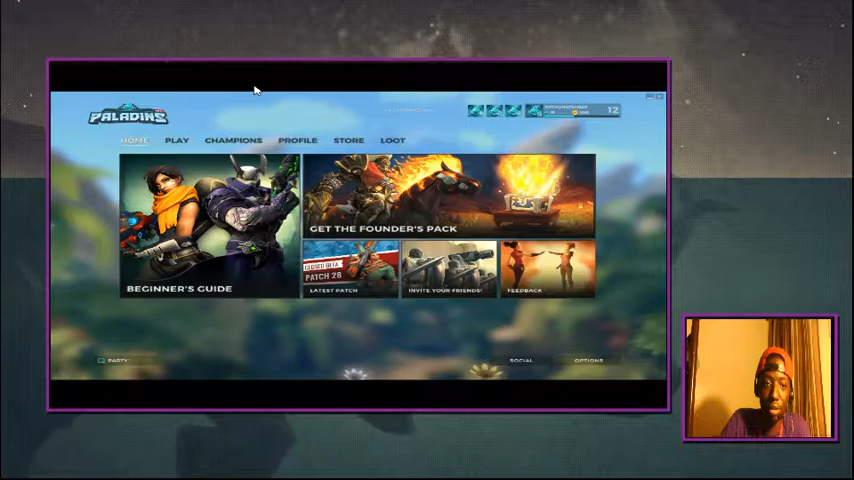 PALADINS
12
HOME PLAY CHAMPIONS PROFILE STORE LOOT
GET THE FOUNDER'S PACK
CLOSED BETA
PATCH 28
BEGINNER'S GUIDE
LATEST PATCH
INVITE YOUR FRIENDS!
FEEDBACK
PARTY
SOCIAL
OPTIONS